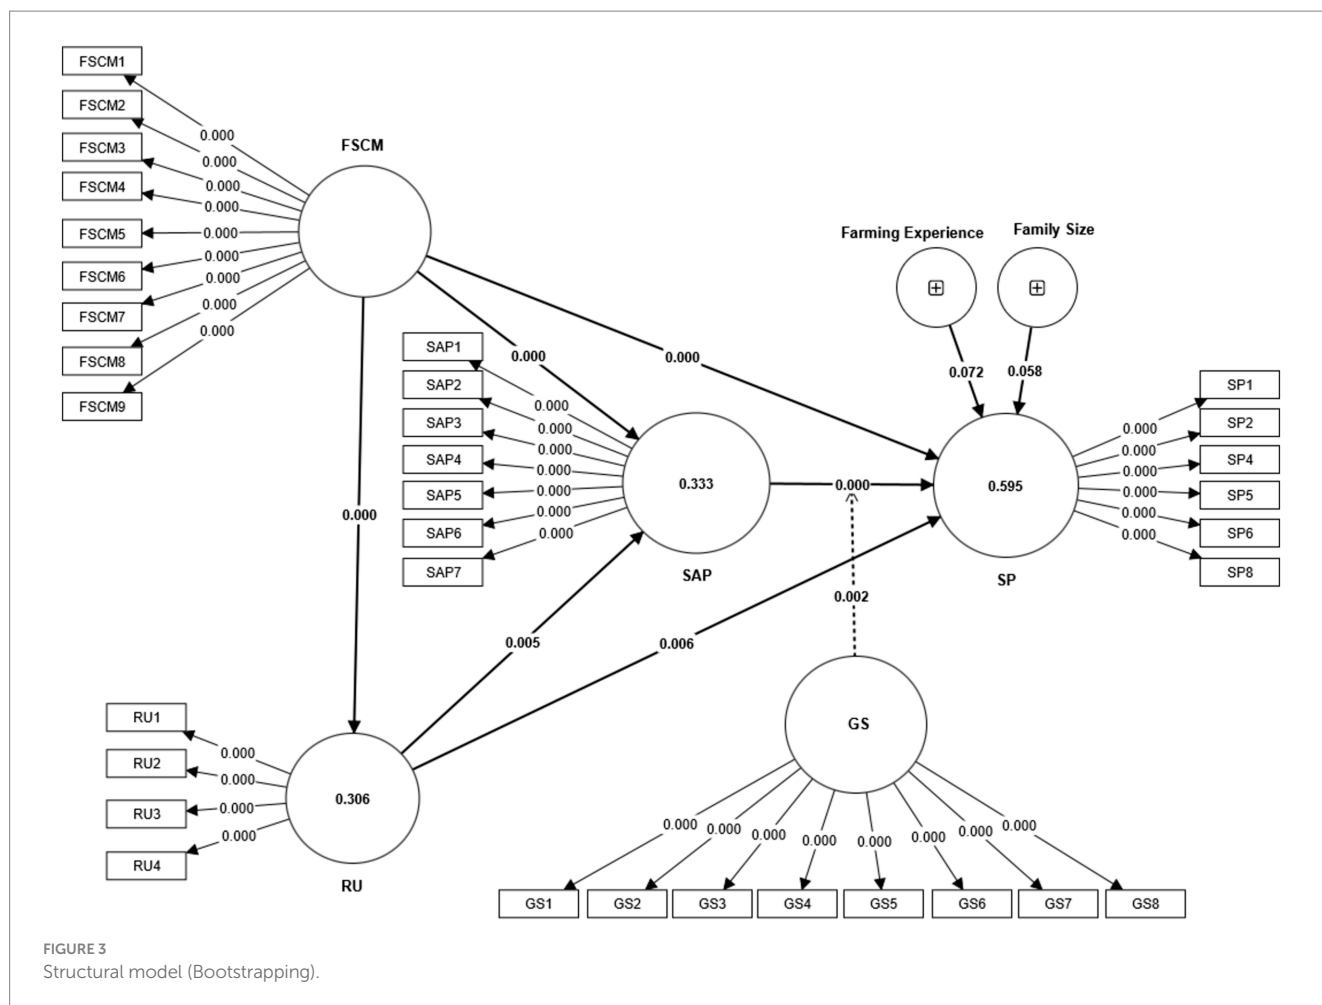 FSCM1
FSCM2
FSCM3
FSCM4
FSCM5
FSCM6
FSCM7
FSCM8
FSCM9
0.000
0.000
0.000
0.000
0.000
0.000
0.000
0.000
0.000
FSCM
Farming Experience
Family Size
0.000
0.000
0.000
0.072
0.058
SAP1
SAP2
SAP3
SAP4
SAP5
SAP6
SAP7
0.000
0.000
0.000
0.000
0.000
0.000
0.000
0.333
SAP
0.000
0.595
SP
0.000
0.000
0.000
0.000
0.000
0.000
SP1
SP2
SP4
SP5
SP6
SP8
0.002
0.005
0.006
RU1
RU2
RU3
RU4
0.000
0.000
0.000
0.000
0.306
RU
GS
0.000
0.000
0.000
0.000
0.000
0.000
0.000
0.000
GS1
GS2
GS3
GS4
GS5
GS6
GS7
GS8
FIGURE 3
Structural model (Bootstrapping).